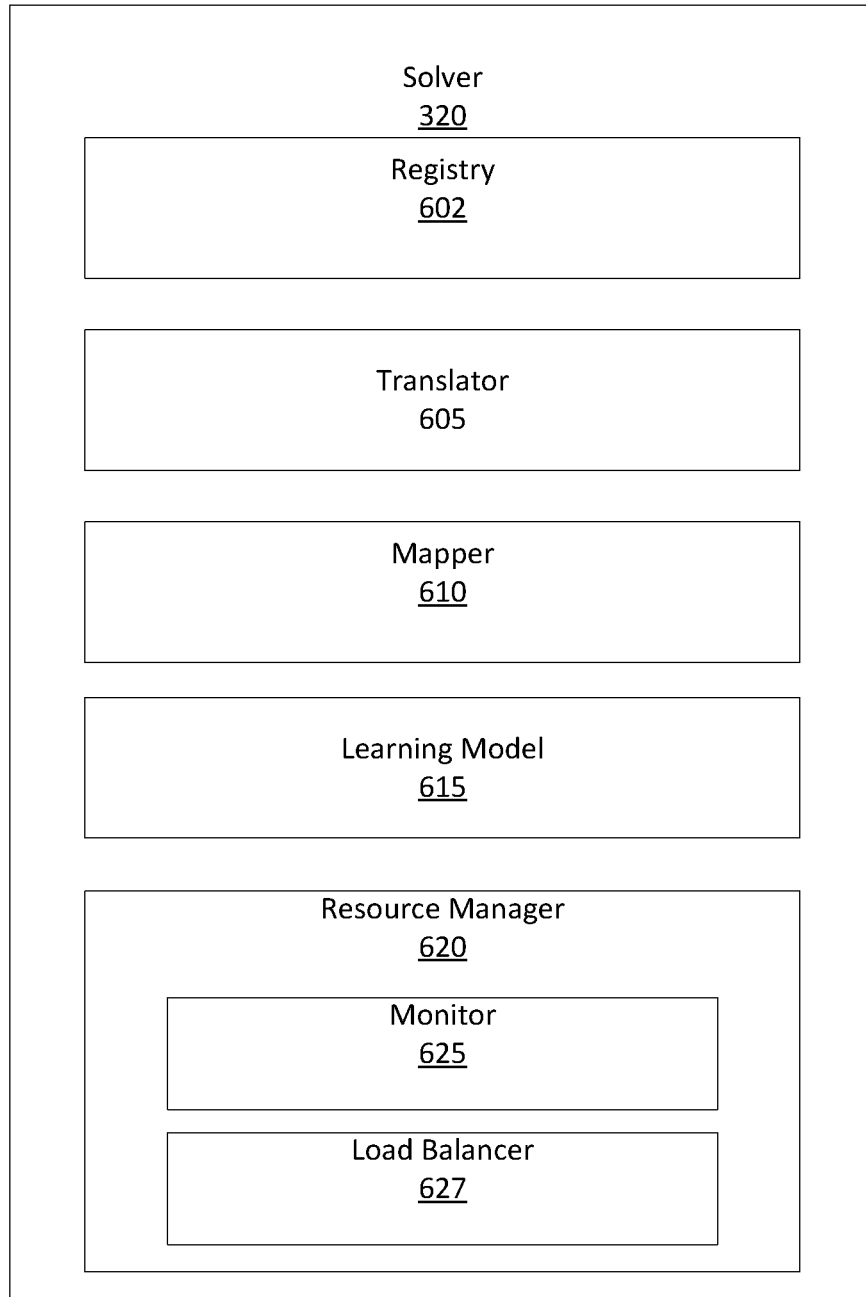 Solver
320
Registry
602
Translator
605
Mapper
610
Learning Model
615
Resource Manager
620
Monitor
625
Load Balancer
627